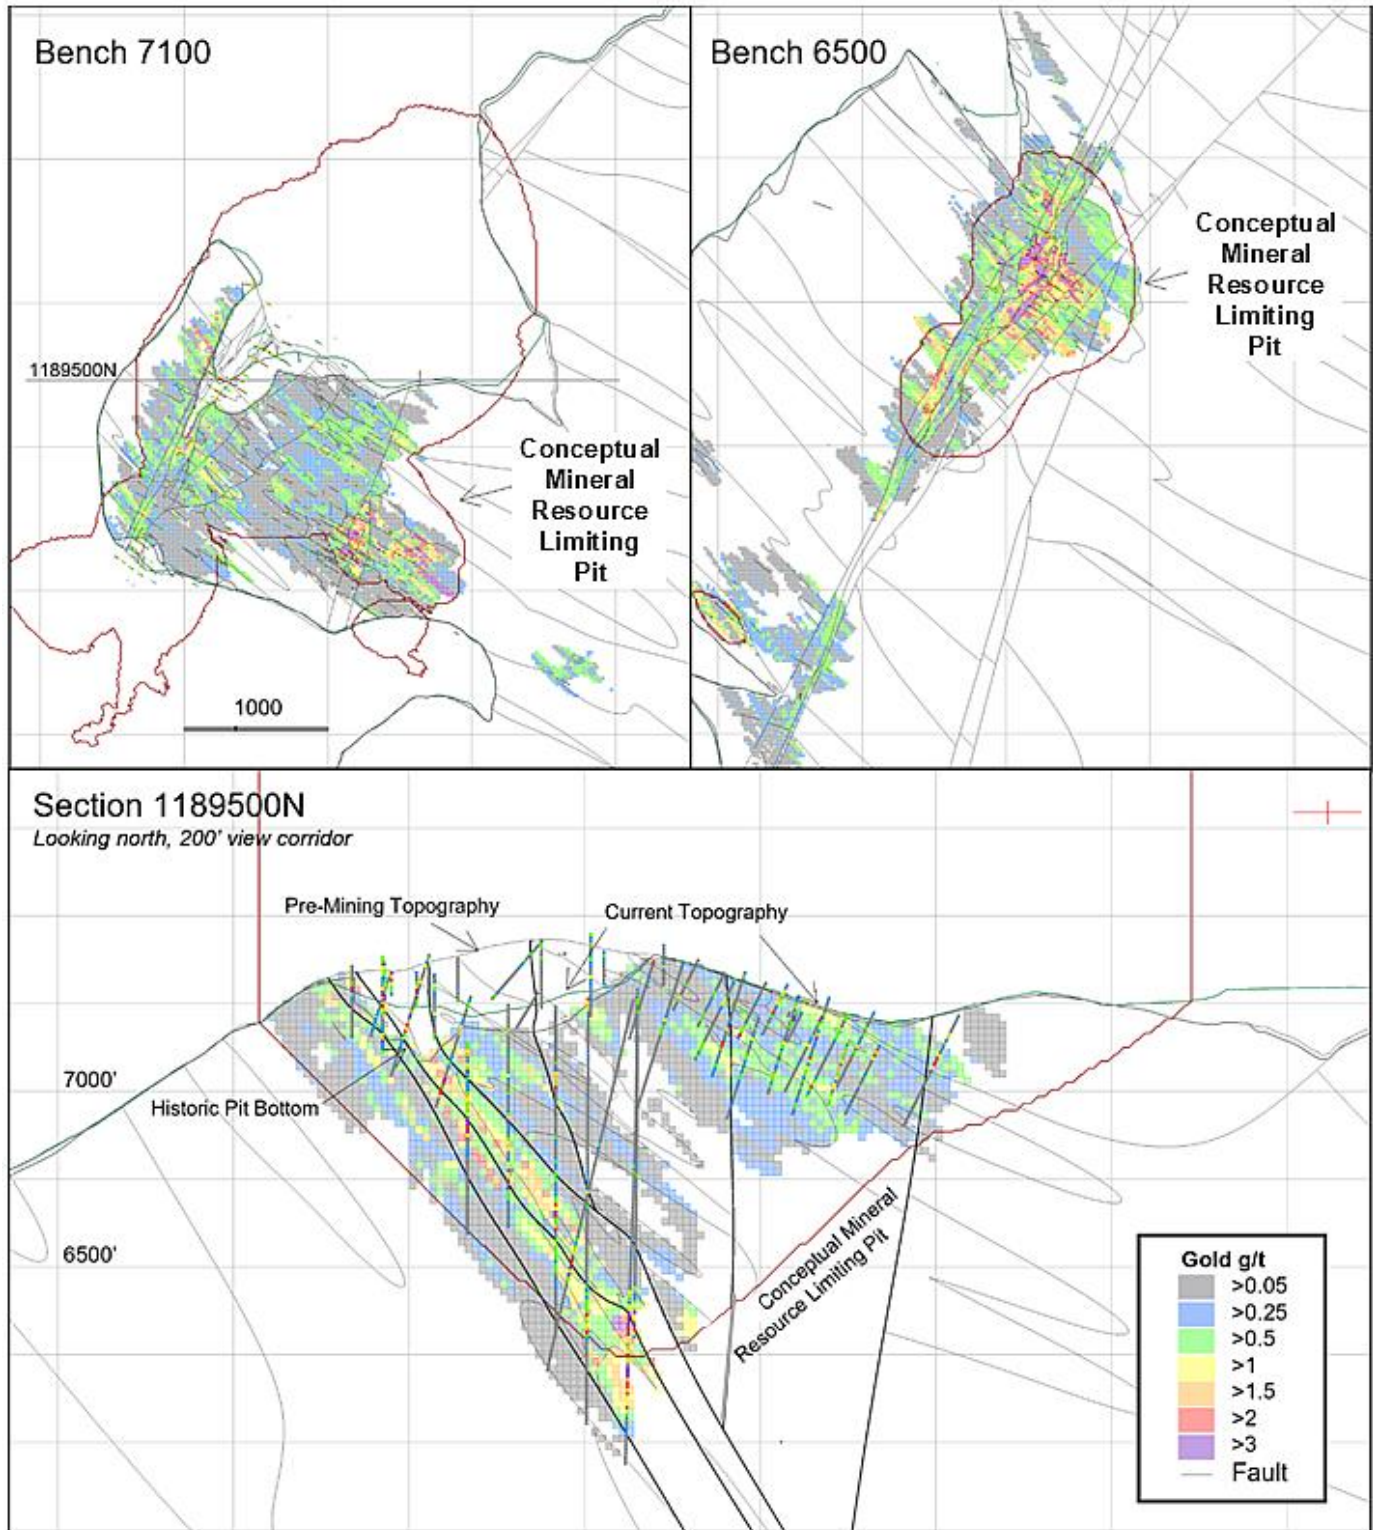 Bench 7100
1189500N
Conceptual
Mineral
Resource
Limiting
Pit
1000
Bench 6500
Conceptual
Mineral
Resource
Limiting
Pit
Section 1189500N
Looking north, 200' view corridor
Pre-Mining Topography
Current Topography
7000'
Historic Pit Bottom
6500'
Conceptual Mineral
Resource Limiting Pit
Gold g/t
>0.05
>0.25
>0.5
>1
>1.5
>2
>3
Fault